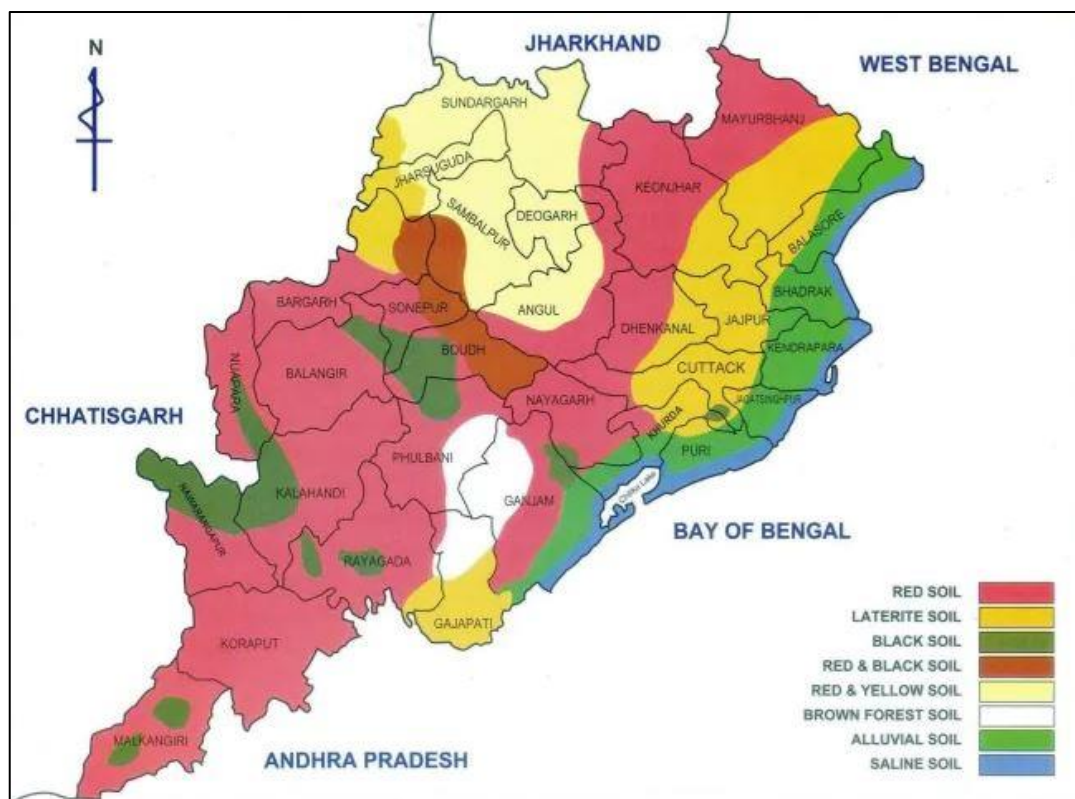 N
JHARKHAND
WEST BENGAL
SUNDARGARH
MAYURBHANJ
JHARSUGUDA
KEONJHAR
SAMBALPUR
DEOGARH
BALASORE
BARGARH
SONEPUR
ANGUL
BHADRAK
DHENKANAL
JAJPUR
KENDRAPARA
BOUDH
NUAPARA
BALANGIR
CUTTACK
NAYAGARH
JAGATSINGHPUR
KHURDA
CHHATISGARH
PHULBANI
PURI
KALAHANDI
GANJAM
Chilka Lake
NAWARANGAPUR
BAY OF BENGAL
RAYAGADA
GAJAPATI
KORAPUT
MALKANGIRI
ANDHRA PRADESH
RED SOIL
LATERITE SOIL
BLACK SOIL
RED & BLACK SOIL
RED & YELLOW SOIL
BROWN FOREST SOIL
ALLUVIAL SOIL
SALINE SOIL